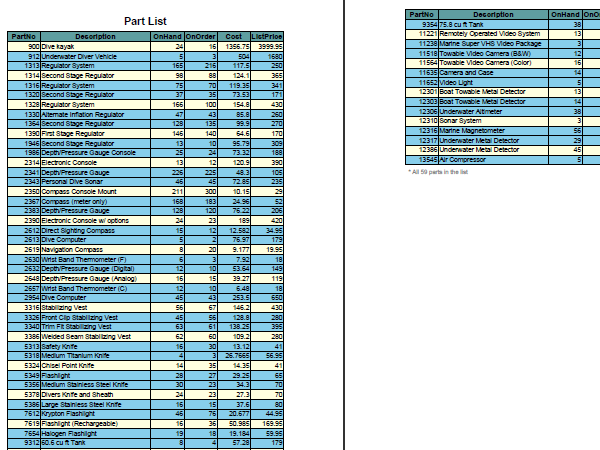 Part List
PartNo Description OnHand OnOrder Cost ListPrice
900 Dive kayak 24 16 1356.75 3999.95
912 Underwater Diver Vehicle 5 3 504 1680
1313 Regulator System 165 216 117.5 250
1314 Second Stage Regulator 98 88 124.1 365
1316 Regulator System 75 70 119.35 341
1320 Second Stage Regulator 37 35 73.53 171
1328 Regulator System 166 100 154.8 430
1330 Alternate Inflation Regulator 47 43 85.8 260
1364 Second Stage Regulator 128 135 99.9 270
1390 First Stage Regulator 146 140 64.6 170
1946 Second Stage Regulator 13 10 95.79 309
1986 Depth/Pressure Gauge Console 25 24 73.32 188
2314 Electronic Console 13 12 120.9 390
2341 Depth/Pressure Gauge 226 225 48.3 105
2343 Personal Dive Sonar 46 45 72.85 235
2350 Compass Console Mount 211 300 10.15 29
2367 Compass (meter only) 168 183 24.96 52
2383 Depth/Pressure Gauge 128 120 76.22 206
2390 Electronic Console w/ options 24 23 189 420
2612 Direct Sighting Compass 15 12 12.582 34.95
2613 Dive Computer 5 2 76.97 179
2619 Navigation Compass 8 20 9.177 19.95
2630 Wrist Band Thermometer (F) 6 3 7.92 18
2632 Depth/Pressure Gauge (Digital) 12 10 53.64 149
2648 Depth/Pressure Gauge (Analog) 16 15 39.27 119
2657 Wrist Band Thermometer (C) 12 10 6.48 18
2954 Dive Computer 45 43 253.5 650
3316 Stabilizing Vest 56 67 146.2 430
3326 Front Clip Stabilizing Vest 45 56 128.8 280
3340 Trim Fit Stabilizing Vest 63 61 138.25 395
3386 Welded Seam Stabilizing Vest 62 60 109.2 280
5313 Safety Knife 16 30 13.12 41
5318 Medium Titanium Knife 4 3 26.7665 56.95
5324 Chisel Point Knife 14 35 14.35 41
5349 Flashlight 28 27 29.25 65
5356 Medium Stainless Steel Knife 30 23 34.3 70
5378 Divers Knife and Sheath 24 23 27.3 70
5386 Large Stainless Steel Knife 16 15 37.6 80
7612 Krypton Flashlight 46 76 20.677 44.95
7619 Flashlight (Rechargeable) 16 36 50.985 169.95
7654 Halogen Flashlight 19 18 19.184 59.95
9312 60.6 cu ft Tank 8 4 57.28 179
PartNo Description OnHand OnO
9354 75.8 cu ft Tank 38
11221 Remotely Operated Video System 13
11238 Marine Super VHS Video Package 3
11518 Towable Video Camera (B&W) 12
11564 Towable Video Camera (Color) 16
11635 Camera and Case 14
11652 Video Light 5
12301 Boat Towable Metal Detector 13
12303 Boat Towable Metal Detector 14
12306 Underwater Altimeter 38
12310 Sonar System 3
12316 Marine Magnetometer 56
12317 Underwater Metal Detector 29
12386 Underwater Metal Detector 45
13545 Air Compressor 5
* All 59 parts in the list